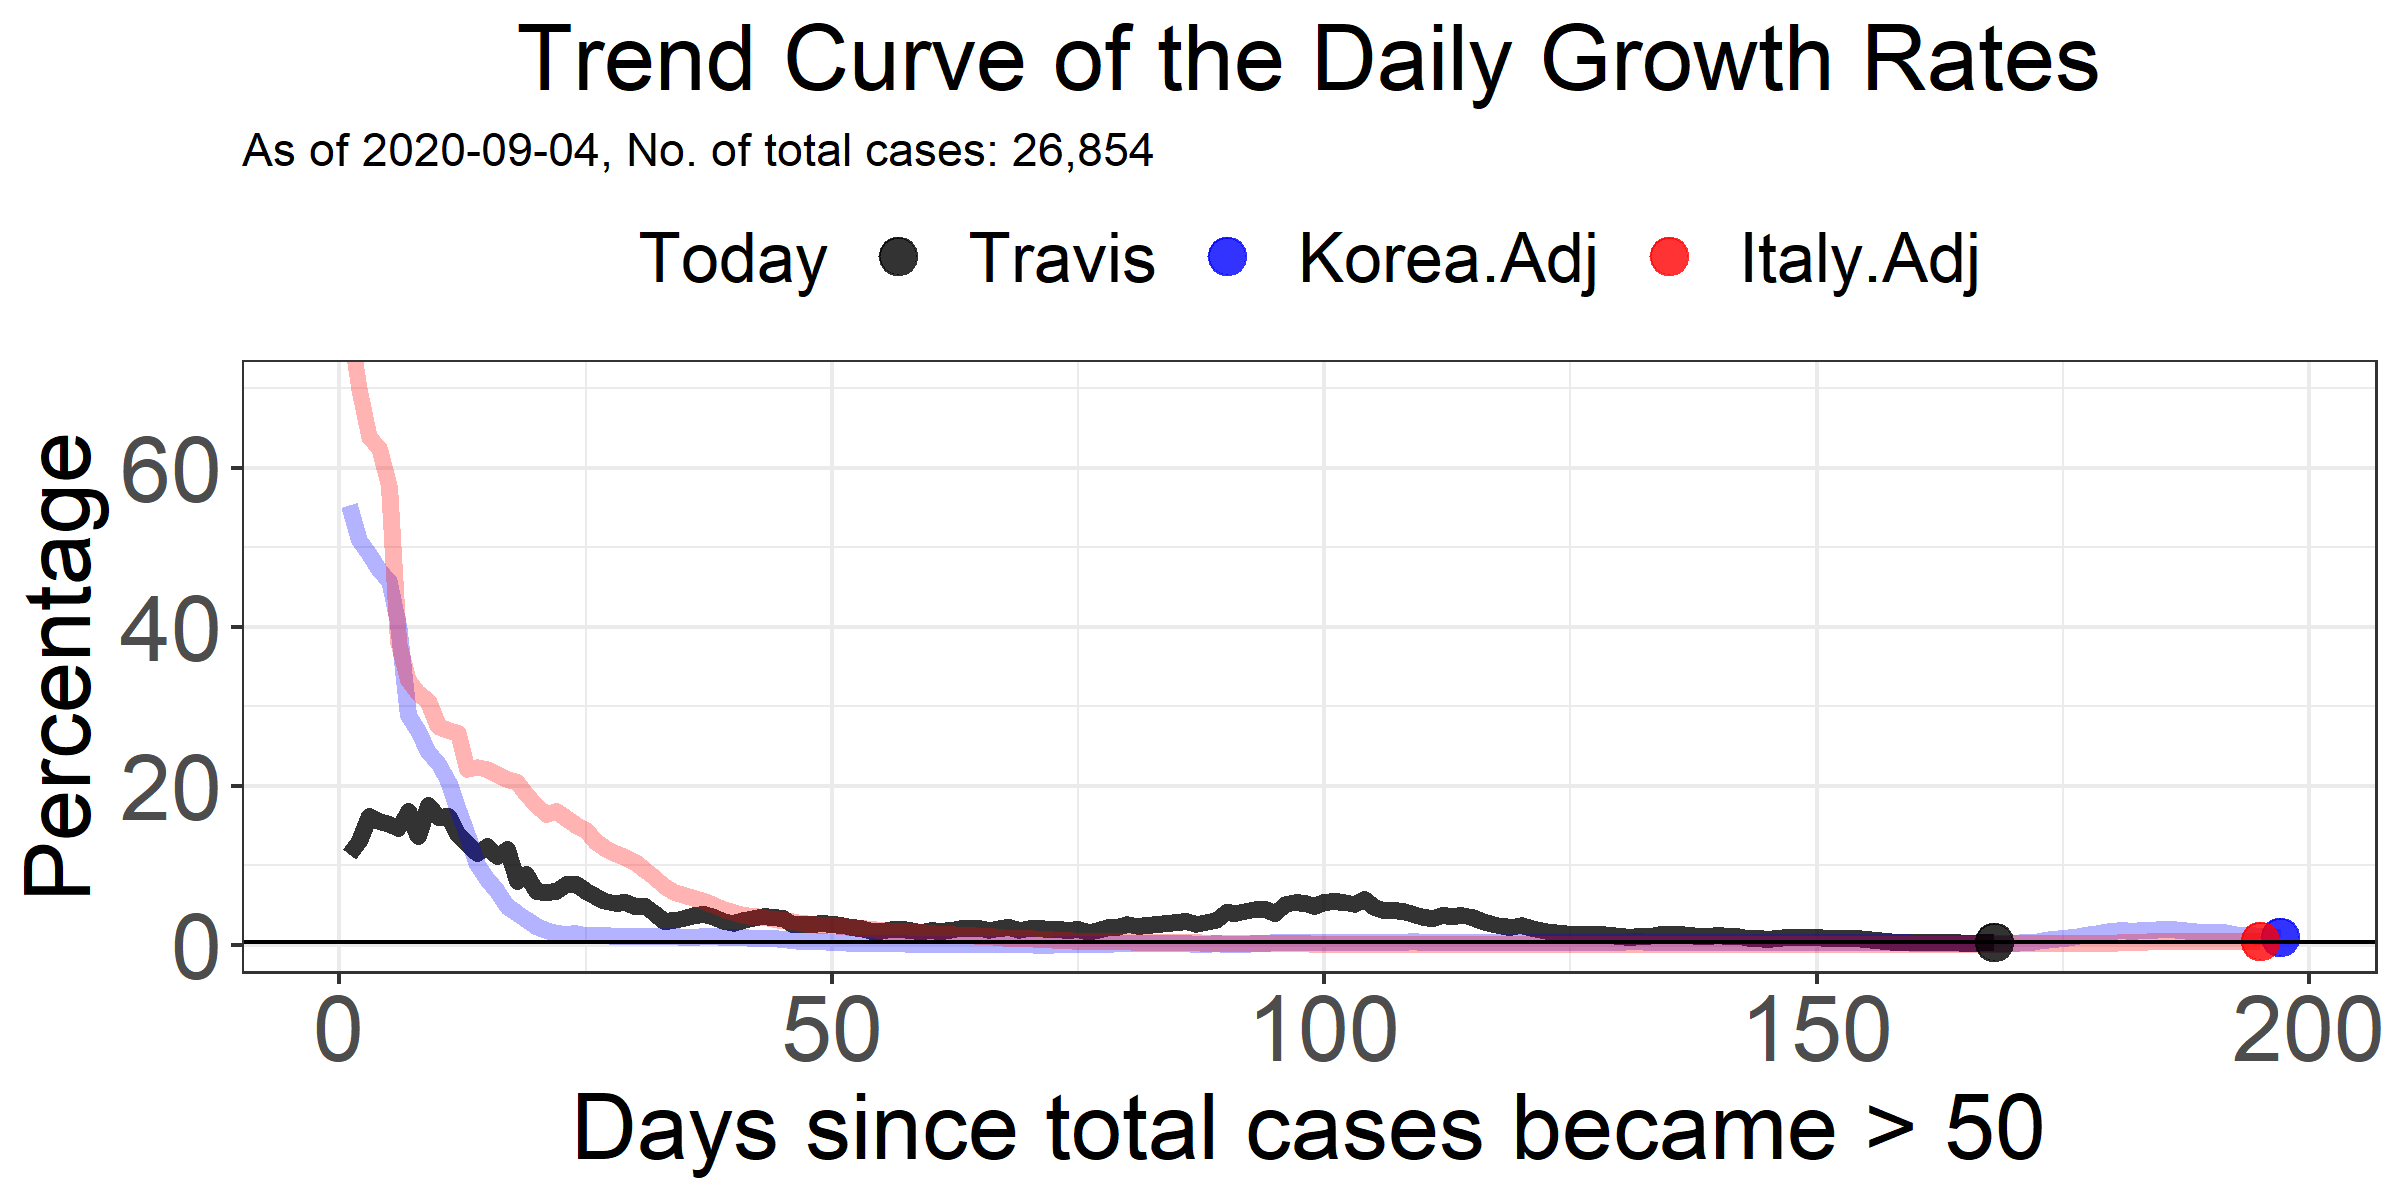 Trend Curve of the Daily Growth Rates
As of 2020-09-04, No. of total cases: 26,854
Today Travis Korea.Adj Italy.Adj
Percentage
60
40
20
0
0 50 100 150 200
Days since total cases became > 50